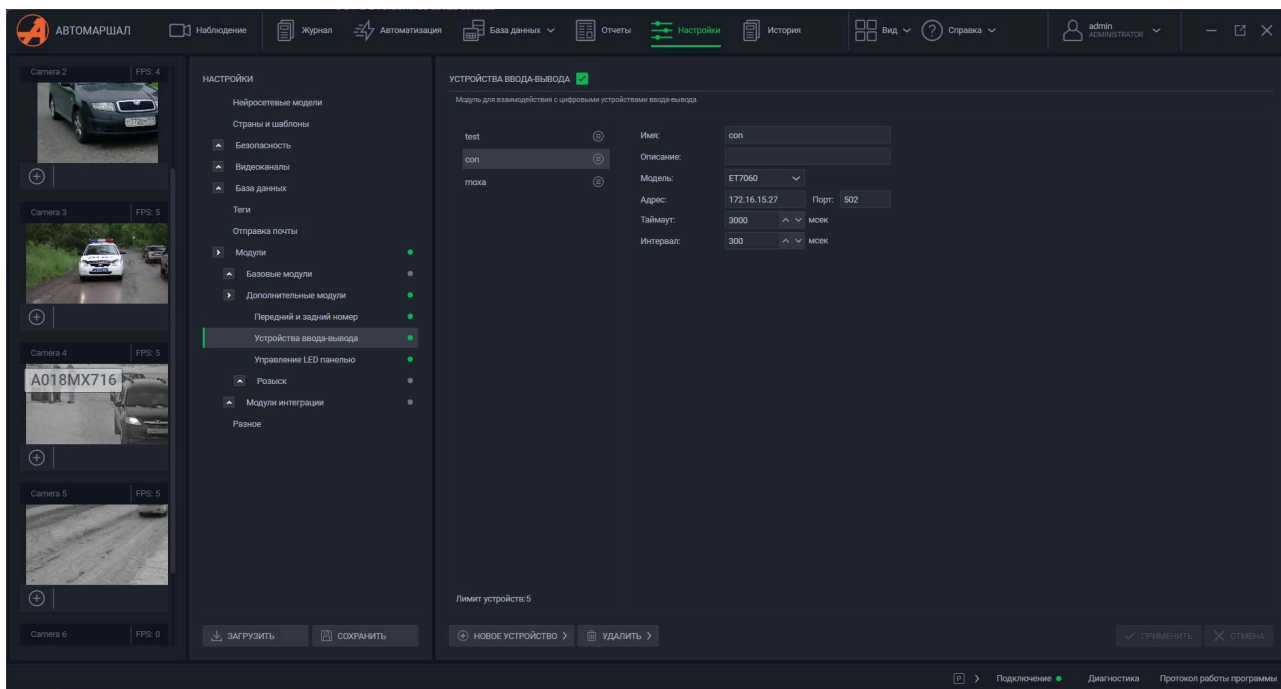 АВТОМАРШАЛ
Наблюдение
Журнал
Автоматизация
База данных
Отчеты
Настройки
История
Вид
Справка
admin
ADMINISTRATOR
Camera 2 FPS: 4
Camera 3 FPS: 5
Camera 4 FPS: 5
A018MX716
Camera 5 FPS: 5
Camera 6 FPS: 0
НАСТРОЙКИ
Нейросетевые модели
Страны и шаблоны
Безопасность
Видеоканалы
База данных
Теги
Отправка почты
Модули
Базовые модули
Дополнительные модули
Передний и задний номер
Устройства ввода-вывода
Управление LED панелью
Розыск
Модули интеграции
Разное
ЗАГРУЗИТЬ
СОХРАНИТЬ
УСТРОЙСТВА ВВОДА-ВЫВОДА
Модуль для взаимодействия с цифровыми устройствами ввода-вывода.
test
con
moxa
Имя: con
Описание:
Модель: ET7060
Адрес: 172.16.15.27 Порт: 502
Таймаут: 3000 мсек
Интервал: 300 мсек
Лимит устройств:5
НОВОЕ УСТРОЙСТВО
УДАЛИТЬ
ПРИМЕНИТЬ
ОТМЕНА
P
Подключение
Диагностика
Протокол работы программы